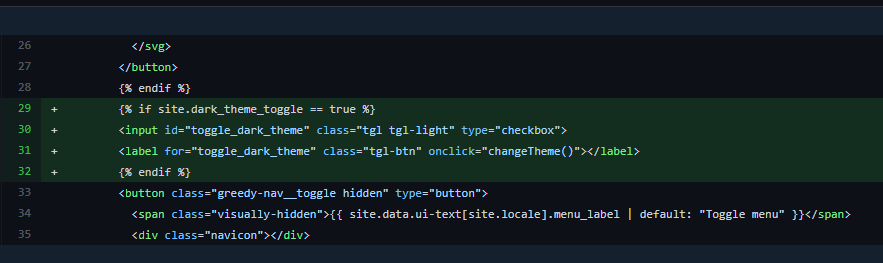 26 </svg>
27 </button>
28 {% endif %}
29 + {% if site.dark_theme_toggle == true %}
30 + <input id="toggle_dark_theme" class="tgl tgl-light" type="checkbox">
31 + <label for="toggle_dark_theme" class="tgl-btn" onclick="changeTheme()"></label>
32 + {% endif %}
33 <button class="greedy-nav__toggle hidden" type="button">
34 <span class="visually-hidden">{{ site.data.ui-text[site.locale].menu_label | default: "Toggle menu" }}</span>
35 <div class="navicon"></div>